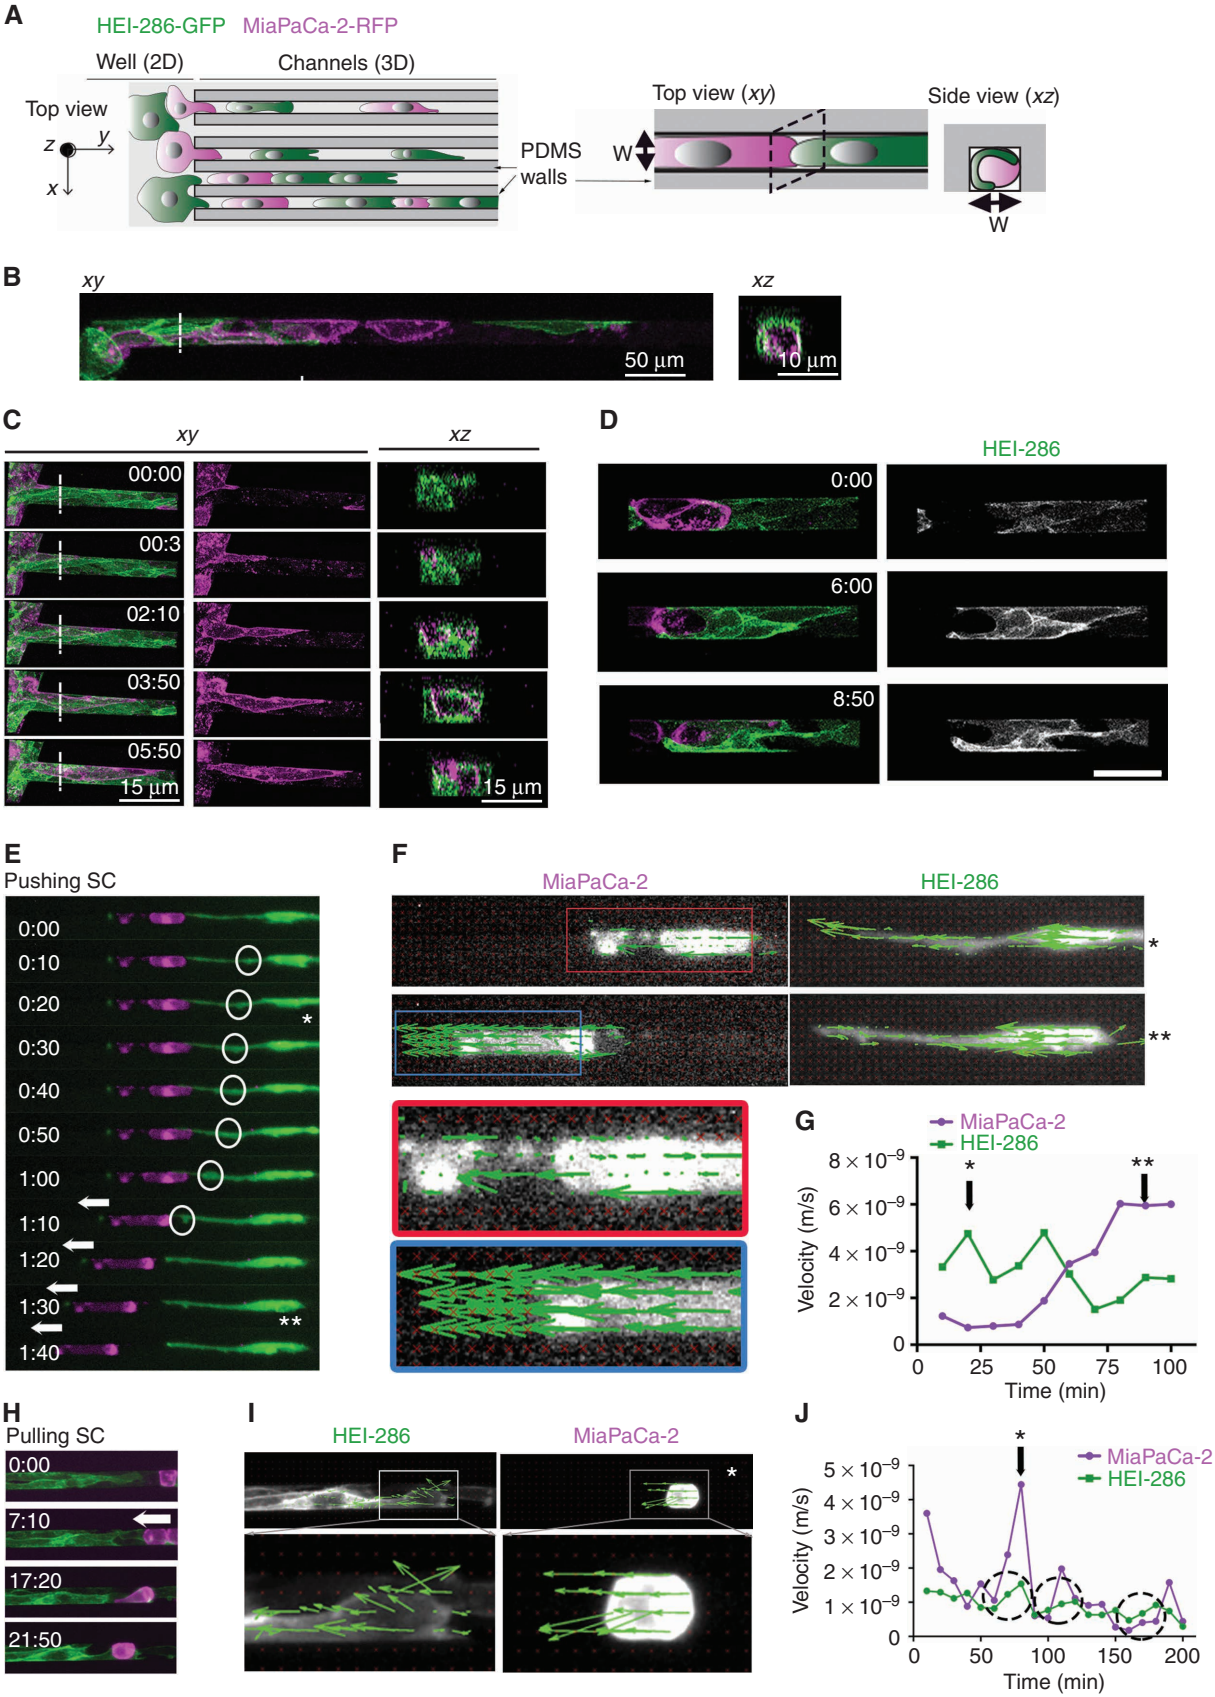 A
HEI-286-GFP MiaPaCa-2-RFP
Well (2D) Channels (3D)
Top view
z y
x
PDMS
walls
Top view (xy)
W
Side view (xz)
W
B
xy
50 μm
xz
10 μm
C
xy xz
00:00
00:3
02:10
03:50
05:50
15 μm
15 μm
D
HEI-286
0:00
6:00
8:50
E
Pushing SC
0:00
0:10
0:20
*
0:30
0:40
0:50
1:00
1:10
1:20
1:30
**
1:40
F
MiaPaCa-2 HEI-286
*
**
G
MiaPaCa-2
HEI-286
8 × 10⁻⁹
6 × 10⁻⁹
4 × 10⁻⁹
2 × 10⁻⁹
0
Velocity (m/s)
* **
0 25 50 75 100
Time (min)
H
Pulling SC
0:00
7:10
17:20
21:50
I
HEI-286 MiaPaCa-2
*
J
*
MiaPaCa-2
HEI-286
5 × 10⁻⁹
4 × 10⁻⁹
3 × 10⁻⁹
2 × 10⁻⁹
1 × 10⁻⁹
0
Velocity (m/s)
0 50 100 150 200
Time (min)